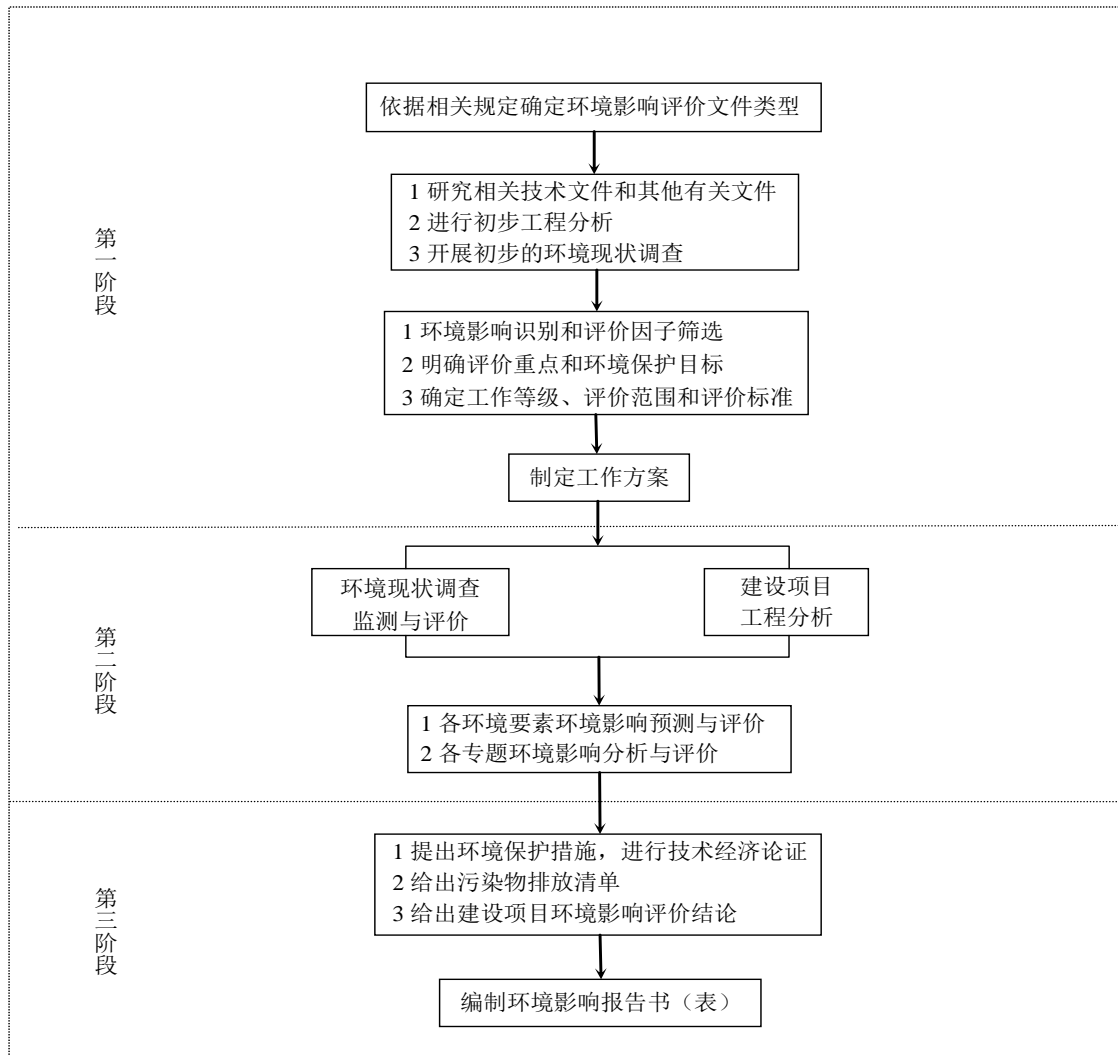 第一阶段
依据相关规定确定环境影响评价文件类型
1 研究相关技术文件和其他有关文件
2 进行初步工程分析
3 开展初步的环境现状调查
1 环境影响识别和评价因子筛选
2 明确评价重点和环境保护目标
3 确定工作等级、评价范围和评价标准
制定工作方案
第二阶段
环境现状调查
监测与评价
建设项目
工程分析
1 各环境要素环境影响预测与评价
2 各专题环境影响分析与评价
第三阶段
1 提出环境保护措施，进行技术经济论证
2 给出污染物排放清单
3 给出建设项目环境影响评价结论
编制环境影响报告书（表）